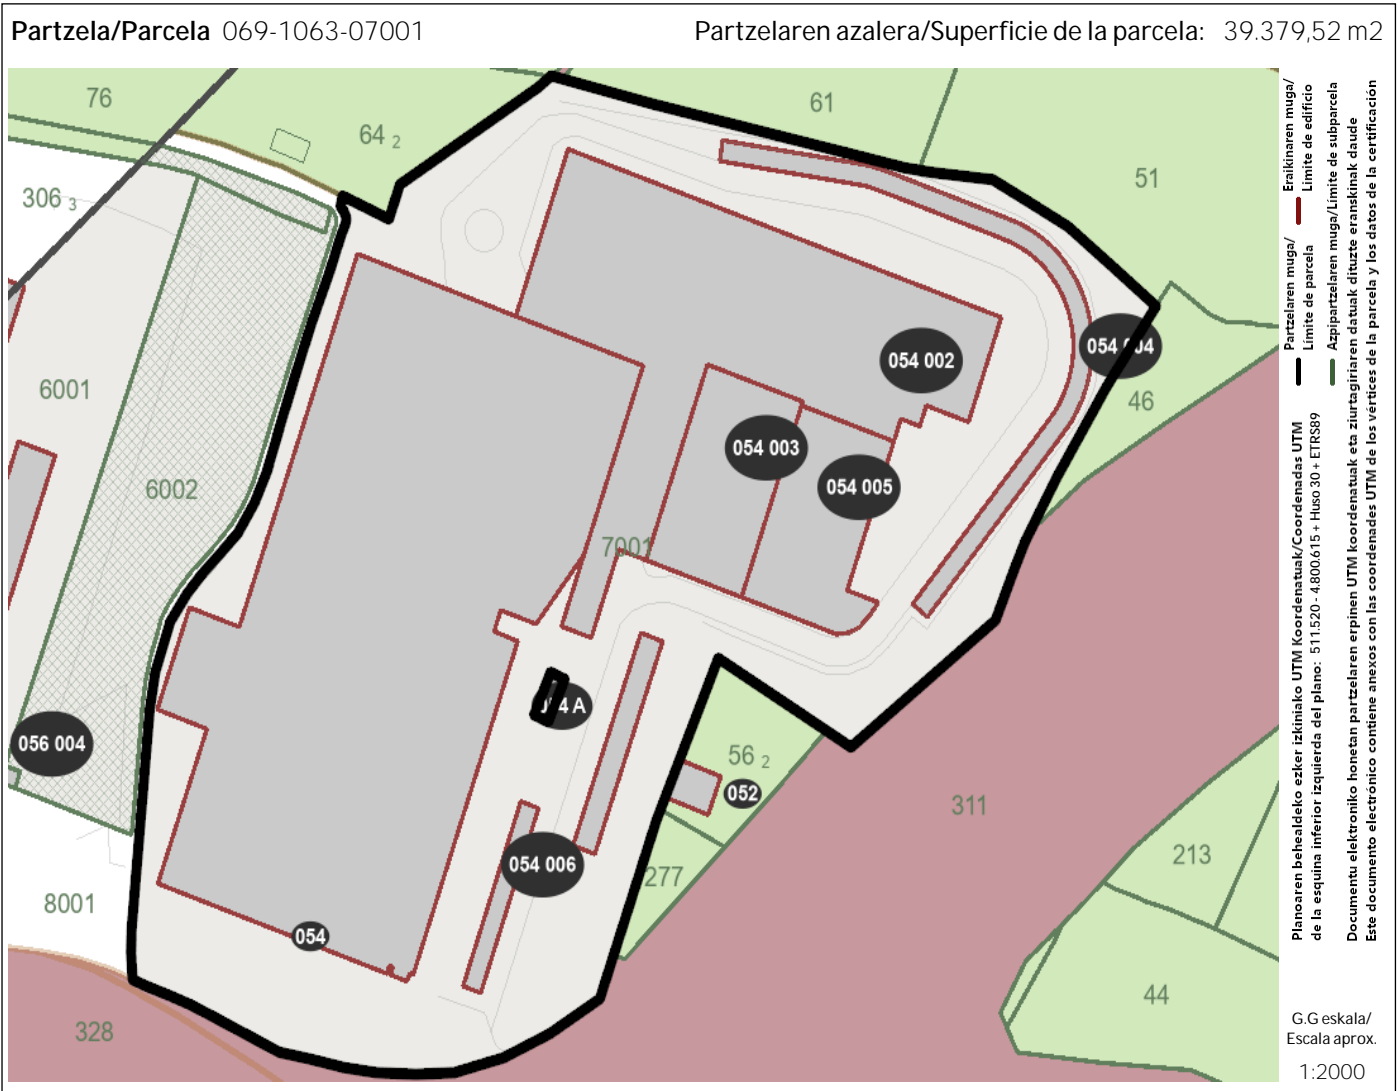 Partzela/Parcela 069-1063-07001
Partzelaren azalera/Superficie de la parcela: 39.379,52 m2
76
64 2
61
51
306 3
6001
6002
054 002
054 004
46
054 003
054 005
7001
056 004
56 2
052
311
054 006
277
213
8001
054
44
328
Eraikinaren muga/
Límite de edificio
Partzelaren muga/
Límite de parcela
Azpipartzelaren muga/Límite de subparcela
Planoaren behealdeko ezker izkiniako UTM Koordenatuak/Coordenadas UTM
de la esquina inferior izquierda del plano: 511.520 - 4.800.615 + Huso 30 + ETRS89
Documentu elektroniko honetan partzelaren erpinen UTM koordenatuak eta ziurtagiriaren datuak dituzte eranskinak daude
Este documento electrónico contiene anexos con las coordenades UTM de los vértices de la parcela y los datos de la certificación
G.G eskala/
Escala aprox.
1:2000